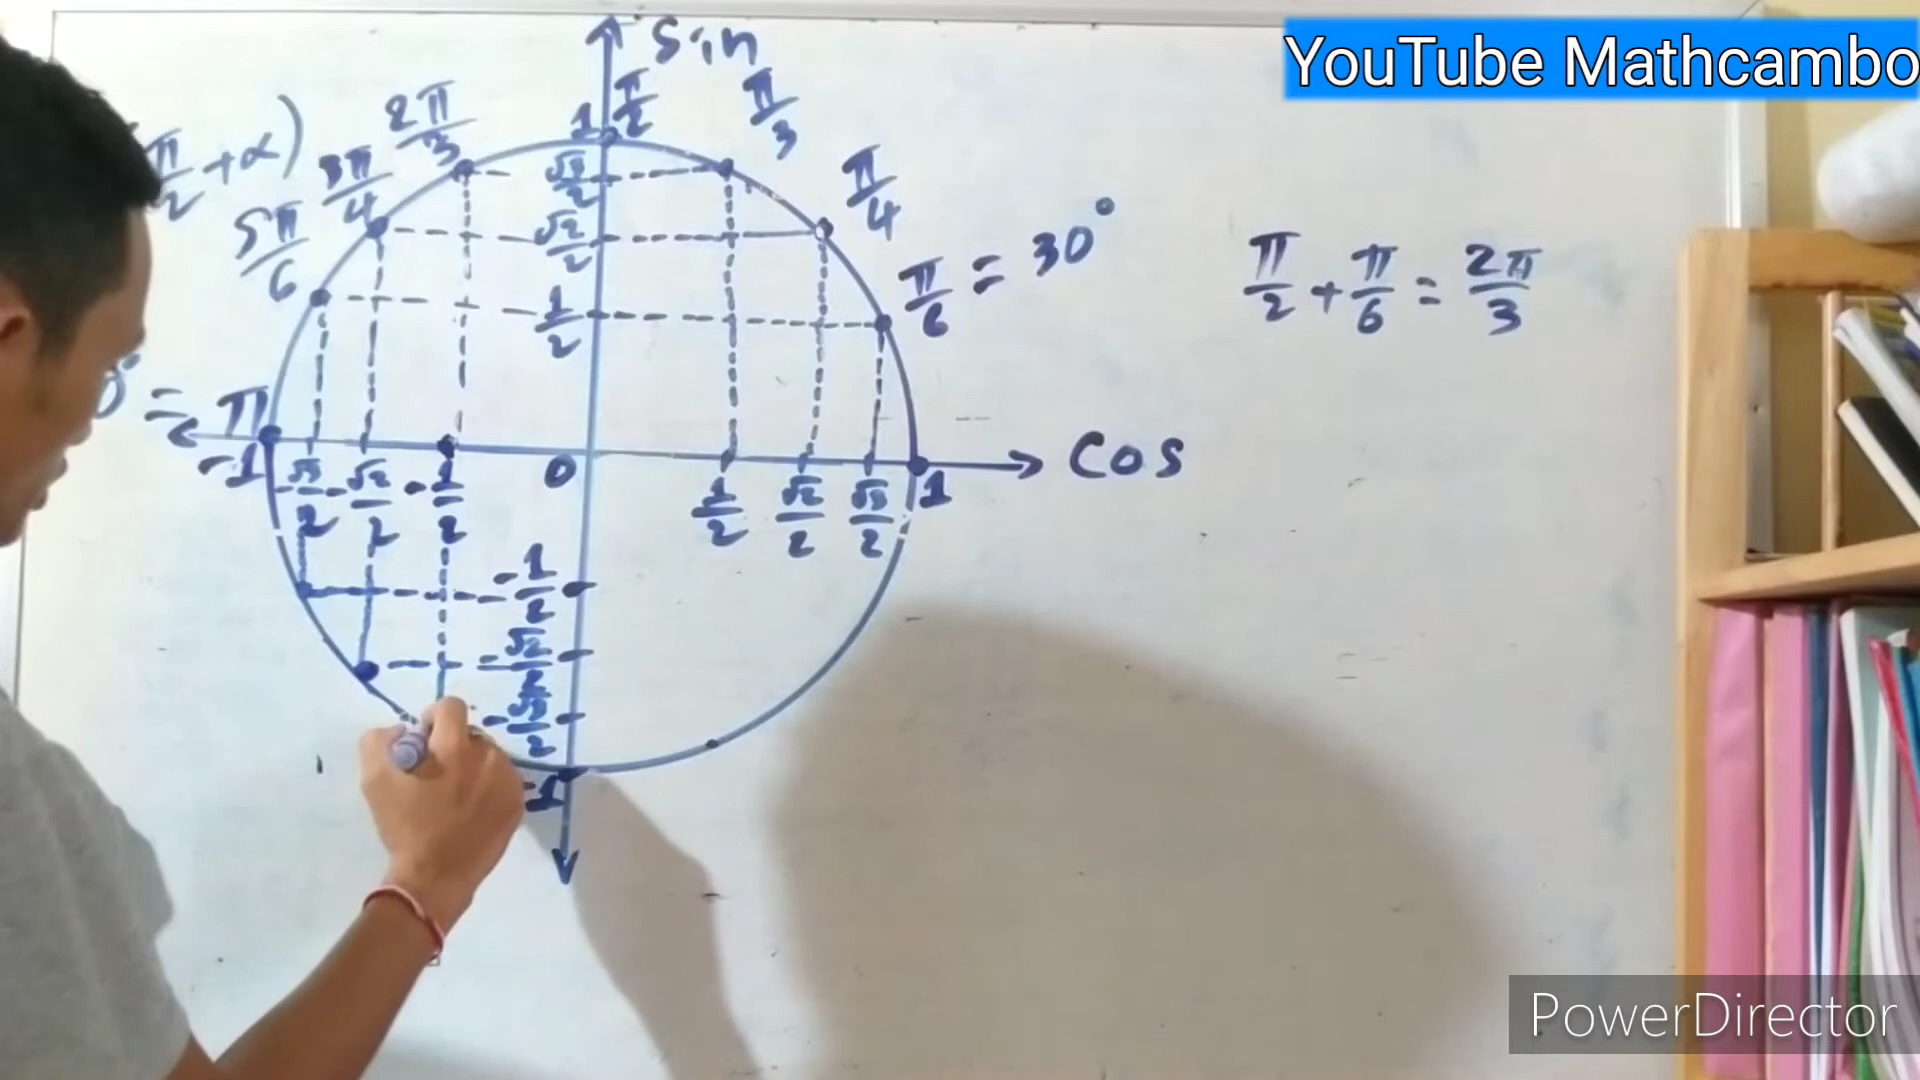 YouTube Mathcambo
sin
π/2
π/3
1
2π/3
√3/2
π/2 + α)
3π/4
π/4
√2/2
5π/6
π/6 = 30°
π/2 + π/6 = 2π/3
1/2
= π
cos
-1
-√3/2 -√2/2 -1/2
0
1/2 √2/2 √3/2
1
-1/2
-√2/2
-√3/2
-1
PowerDirector